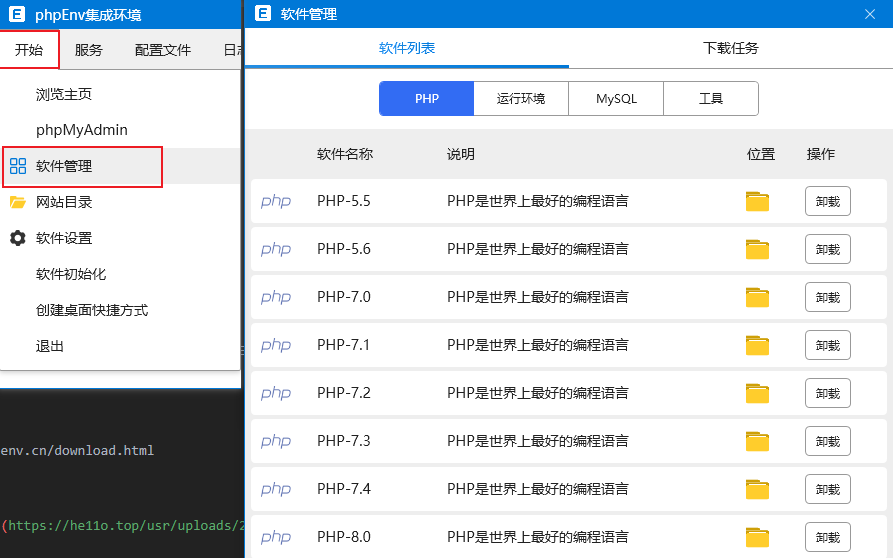 phpEnv集成环境
开始 服务 配置文件
浏览主页
phpMyAdmin
软件管理
网站目录
软件设置
软件初始化
创建桌面快捷方式
退出
env.cn/download.html
(https://he11o.top/usr/uploads/2
软件管理
软件列表 下载任务
PHP 运行环境 MySQL 工具
软件名称 说明 位置 操作
php PHP-5.5 PHP是世界上最好的编程语言 卸载
php PHP-5.6 PHP是世界上最好的编程语言 卸载
php PHP-7.0 PHP是世界上最好的编程语言 卸载
php PHP-7.1 PHP是世界上最好的编程语言 卸载
php PHP-7.2 PHP是世界上最好的编程语言 卸载
php PHP-7.3 PHP是世界上最好的编程语言 卸载
php PHP-7.4 PHP是世界上最好的编程语言 卸载
php PHP-8.0 PHP是世界上最好的编程语言 卸载